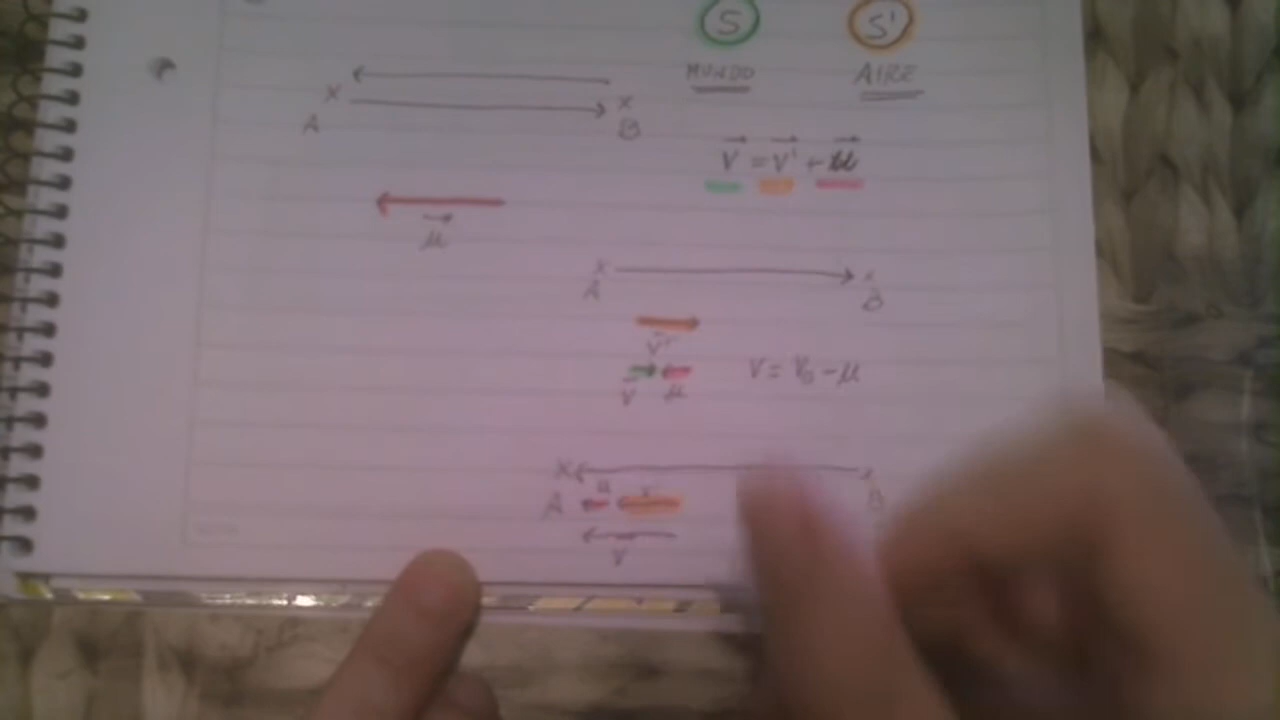 S S'
MUNDO AIRE
x x
A B
V = V' + u
μ
x x
A B
V'
V = V₀ - μ
V μ
x x
A B
V